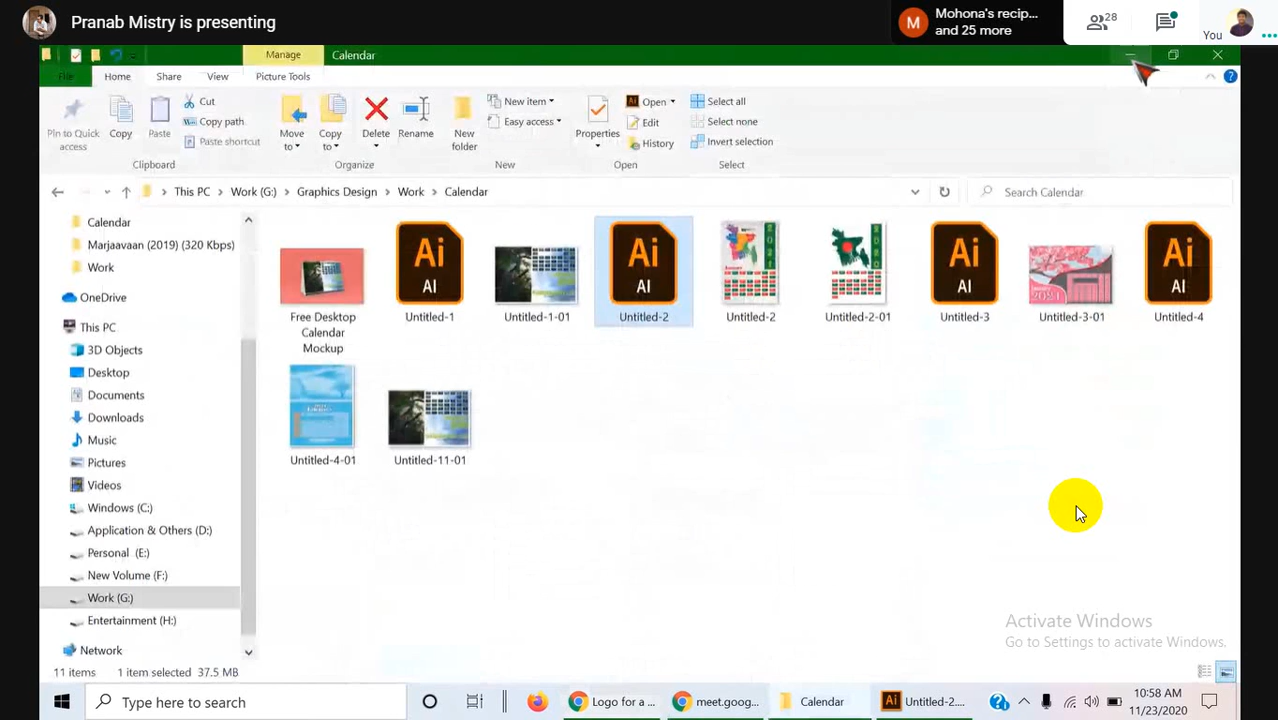 Pranab Mistry is presenting
Mohona's recip...
and 25 more
28
You
Manage
Calendar
File
Home
Share
View
Picture Tools
Pin to Quick access
Copy
Paste
Cut
Copy path
Paste shortcut
Move to
Copy to
Delete
Rename
New folder
New item
Easy access
Properties
Open
Edit
History
Select all
Select none
Invert selection
Clipboard
Organize
New
Open
Select
This PC > Work (G:) > Graphics Design > Work > Calendar
Search Calendar
Calendar
Marjaavaan (2019) (320 Kbps)
Work
OneDrive
This PC
3D Objects
Desktop
Documents
Downloads
Music
Pictures
Videos
Windows (C:)
Application & Others (D:)
Personal (E:)
New Volume (F:)
Work (G:)
Entertainment (H:)
Network
Ai AI
Ai AI
Ai AI
Ai AI
Free Desktop Calendar Mockup
Untitled-1
Untitled-1-01
Untitled-2
Untitled-2
Untitled-2-01
Untitled-3
Untitled-3-01
Untitled-4
Untitled-4-01
Untitled-11-01
Activate Windows
Go to Settings to activate Windows.
11 items 1 item selected 37.5 MB
Type here to search
Logo for a ...
meet.goog...
Calendar
Ai Untitled-2....
10:58 AM
11/23/2020